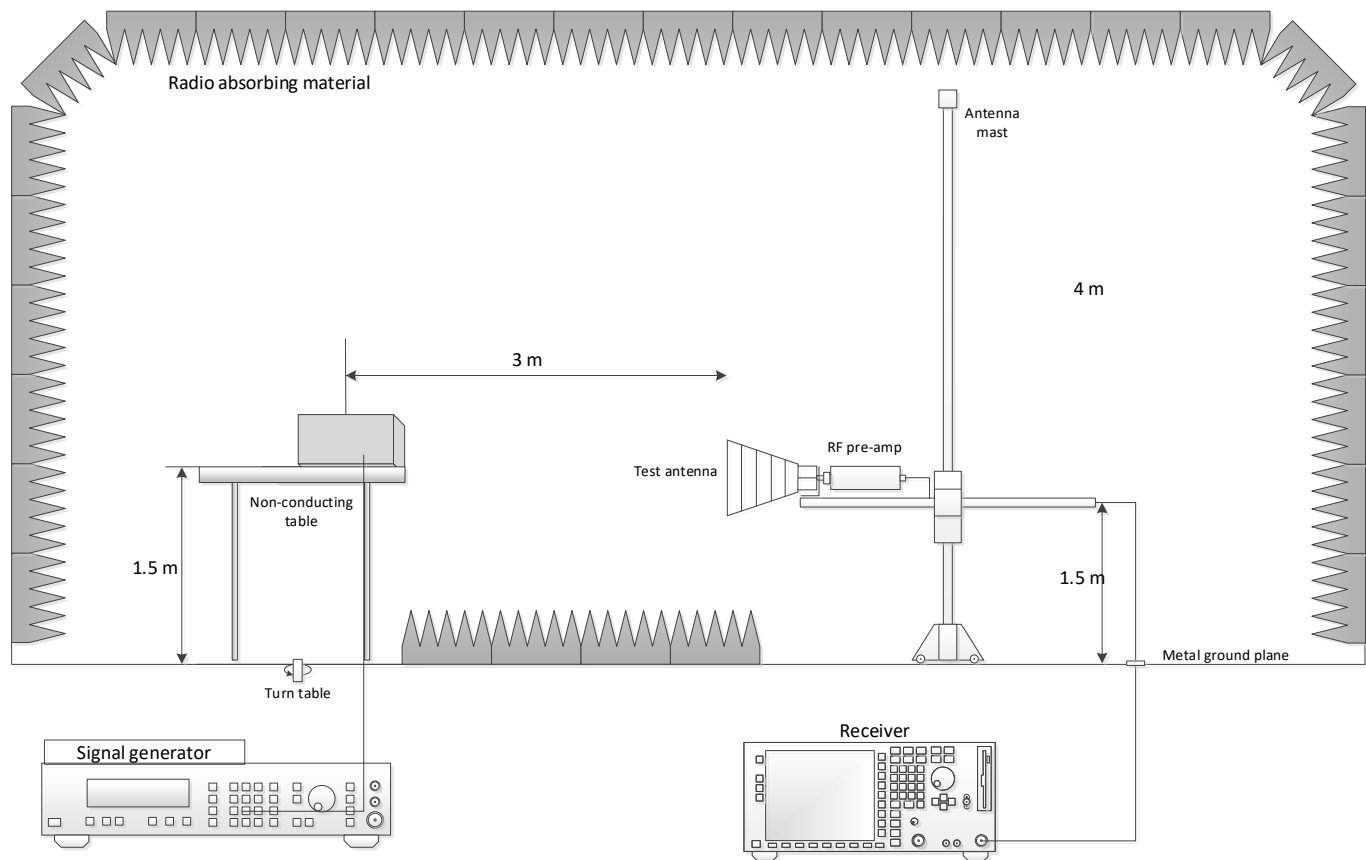 Radio absorbing material
Antenna
mast
4 m
3 m
RF pre-amp
Test antenna
Non-conducting
table
1.5 m
1.5 m
Metal ground plane
Turn table
Receiver
Signal generator